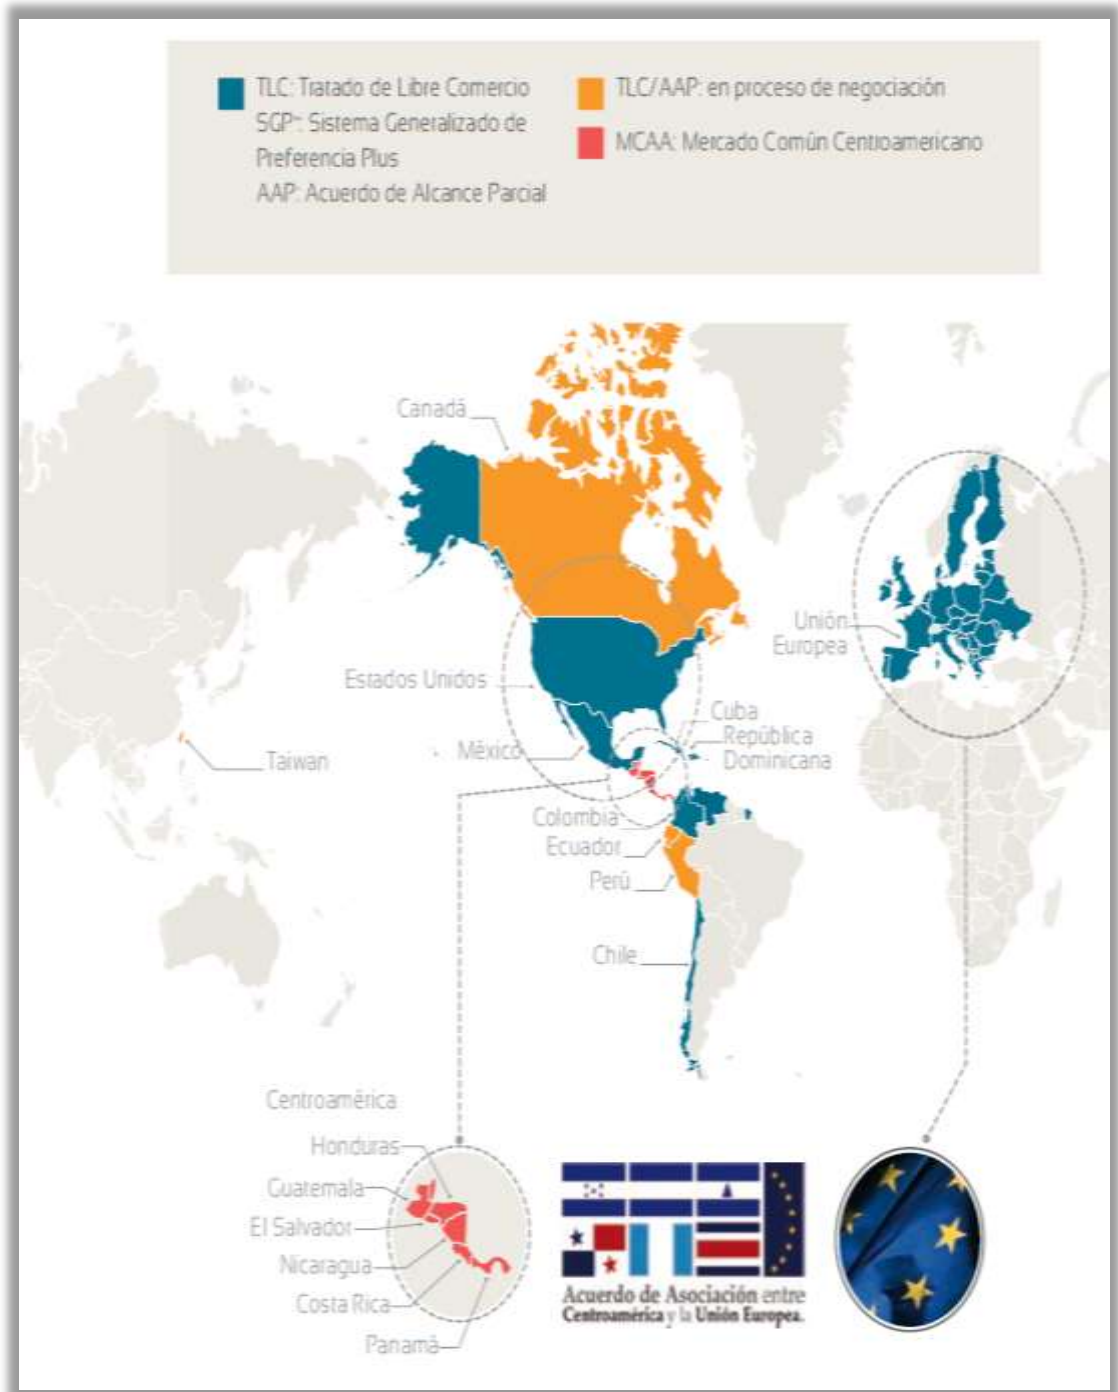 TLC: Tratado de Libre Comercio
SGP+: Sistema Generalizado de
Preferencia Plus
AAP: Acuerdo de Alcance Parcial
TLC/AAP: en proceso de negociación
MCAA: Mercado Común Centroamericano
Canadá
Unión
Europea
Estados Unidos
Cuba
República
Dominicana
México
Taiwan
Colombia
Ecuador
Perú
Chile
Centroamérica
Honduras
Guatemala
El Salvador
Nicaragua
Costa Rica
Panamá
Acuerdo de Asociación entre
Centroamérica y la Unión Europea.